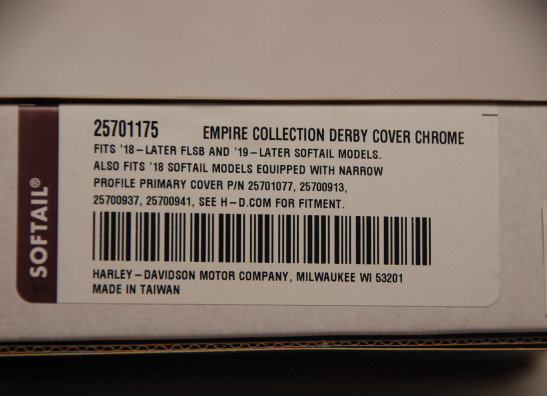 25701175 EMPIRE COLLECTION DERBY COVER CHROME
FITS '18-LATER FLSB AND '19-LATER SOFTAIL MODELS.
ALSO FITS '18 SOFTAIL MODELS EQUIPPED WITH NARROW
PROFILE PRIMARY COVER P/N 25701077, 25700913,
25700937, 25700941, SEE H-D.COM FOR FITMENT.
HARLEY-DAVIDSON MOTOR COMPANY, MILWAUKEE WI 53201
MADE IN TAIWAN
SOFTAIL®